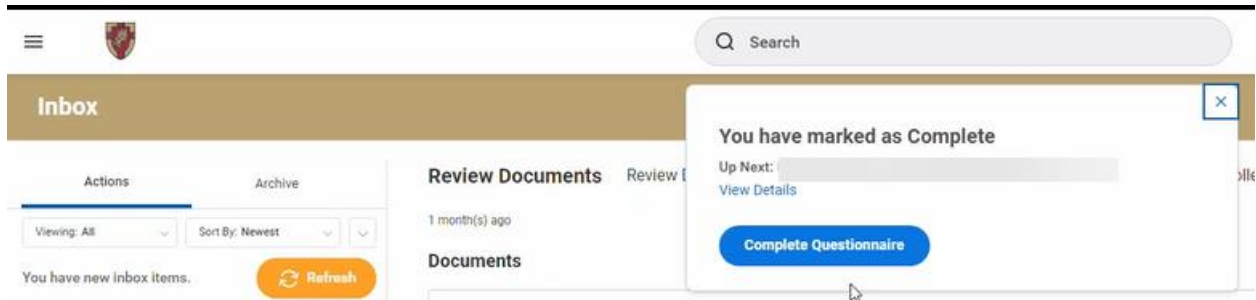 Search
Inbox
You have marked as Complete
Up Next:
View Details
Complete Questionnaire
Actions
Archive
Viewing: All
Sort By: Newest
You have new inbox items.
Refresh
Review Documents
Review
1 month(s) ago
Documents